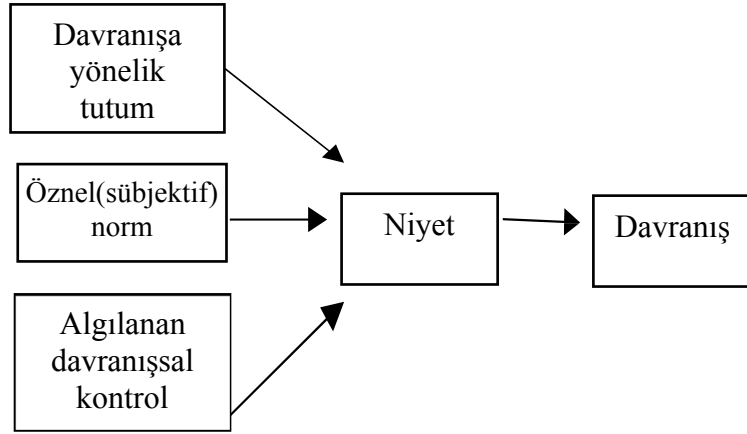 Davranışa
yönelik
tutum
Öznel(sübjektif)
norm
Niyet
Davranış
Algılanan
davranışsal
kontrol